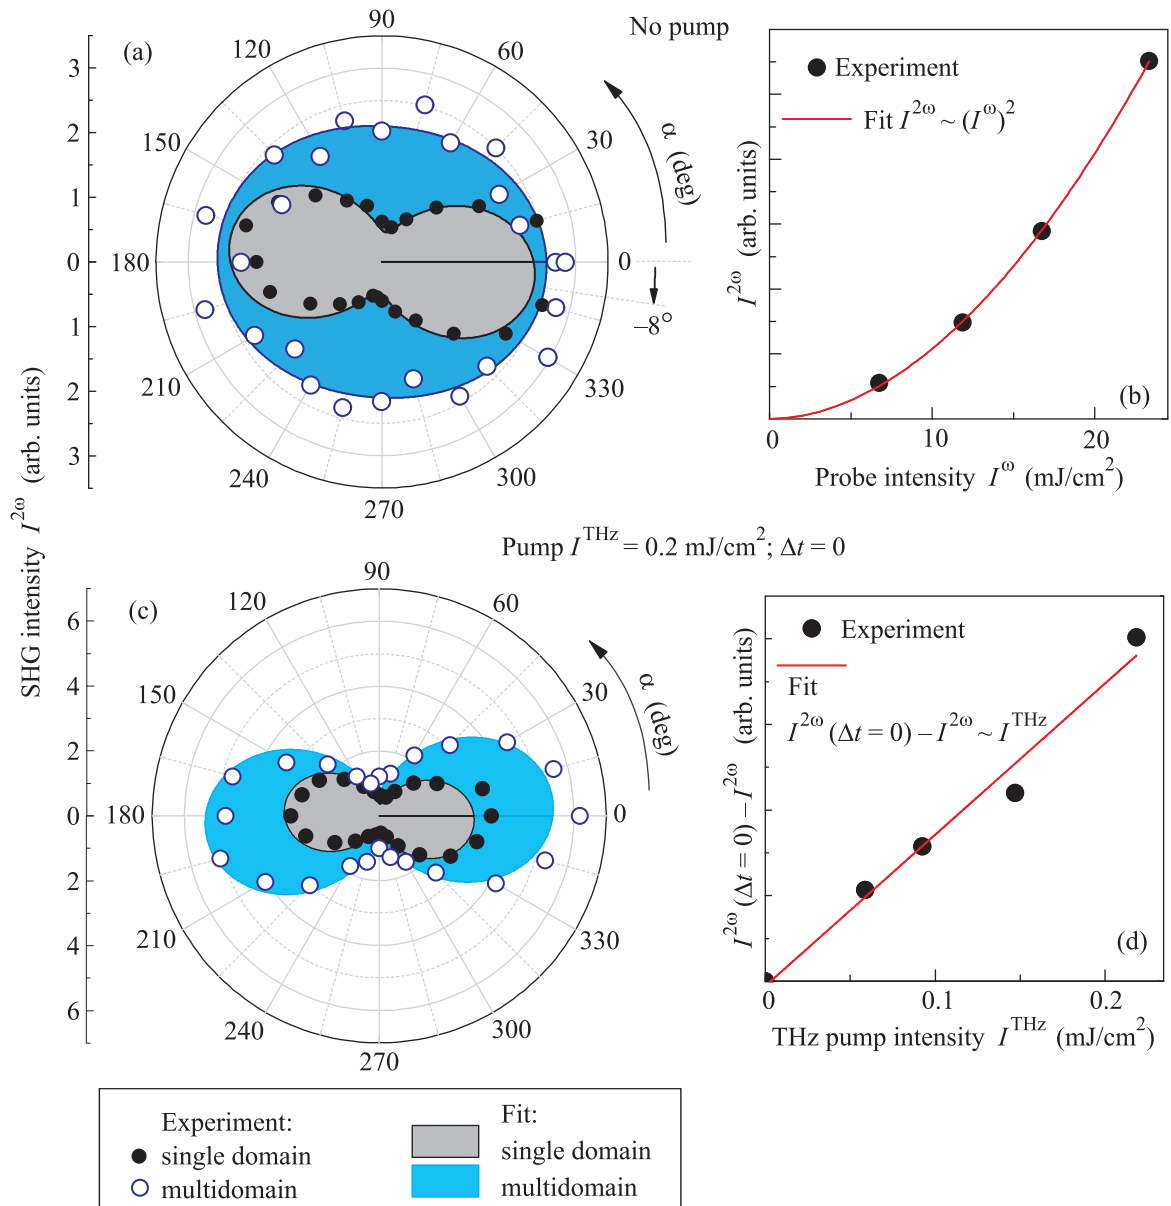 SHG intensity I^2ω (arb. units)
(a)
No pump
3
2
1
0
1
2
3
90
60
30
0
330
300
270
240
210
180
150
120
α (deg)
−8°
Experiment
Fit I^2ω ~ (I^ω)^2
I^2ω (arb. units)
(b)
0 10 20
Probe intensity I^ω (mJ/cm^2)
Pump I^THz = 0.2 mJ/cm^2; Δt = 0
(c)
6
4
2
0
2
4
6
90
60
30
0
330
300
270
240
210
180
150
120
α (deg)
Experiment
Fit
I^2ω (Δt = 0) – I^2ω ~ I^THz
I^2ω (Δt = 0) – I^2ω (arb. units)
(d)
0 0.1 0.2
THz pump intensity I^THz (mJ/cm^2)
Experiment:
single domain
multidomain
Fit:
single domain
multidomain